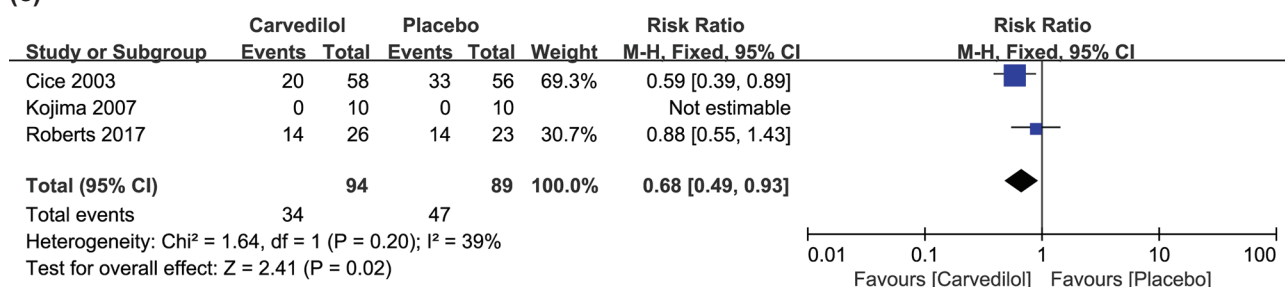 Carvedilol Placebo Risk Ratio Risk Ratio
Study or Subgroup Events Total Events Total Weight M-H, Fixed, 95% CI M-H, Fixed, 95% CI
Cice 2003 20 58 33 56 69.3% 0.59 [0.39, 0.89]
Kojima 2007 0 10 0 10 Not estimable
Roberts 2017 14 26 14 23 30.7% 0.88 [0.55, 1.43]
Total (95% CI) 94 89 100.0% 0.68 [0.49, 0.93]
Total events 34 47
Heterogeneity: Chi² = 1.64, df = 1 (P = 0.20); I² = 39%
Test for overall effect: Z = 2.41 (P = 0.02)
0.01 0.1 1 10 100
Favours [Carvedilol] Favours [Placebo]